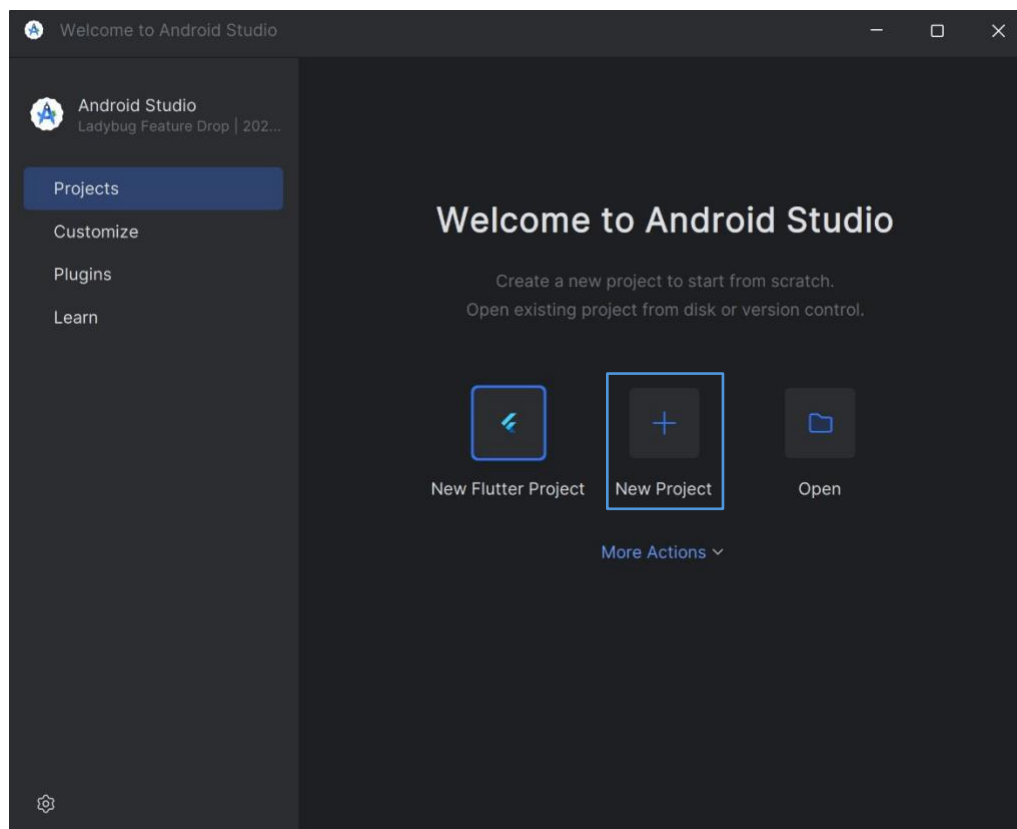 Welcome to Android Studio
Android Studio
Ladybug Feature Drop | 202...
Projects
Customize
Plugins
Learn
Welcome to Android Studio
Create a new project to start from scratch.
Open existing project from disk or version control.
New Flutter Project
New Project
Open
More Actions